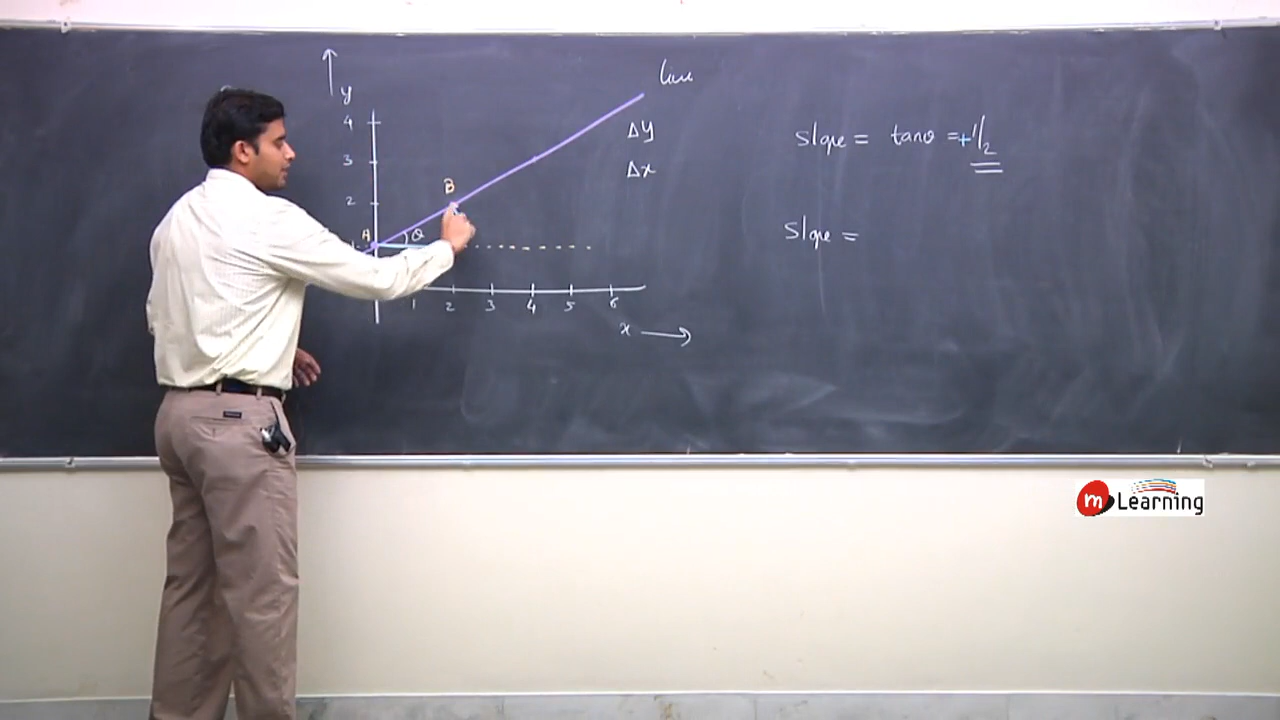 line
y
4
3
2
1
Δy
Δx
B
A
θ
1 2 3 4 5 6
x
slope = tanθ = +1/2
slope =
m Learning